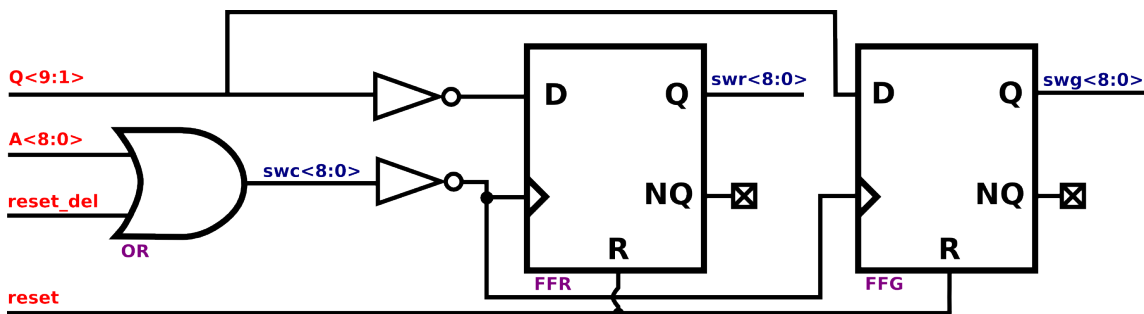 Q<9:1>
D
Q
swr<8:0>
D
Q
swg<8:0>
A<8:0>
swc<8:0>
reset_del
NQ
NQ
OR
R
R
FFR
FFG
reset